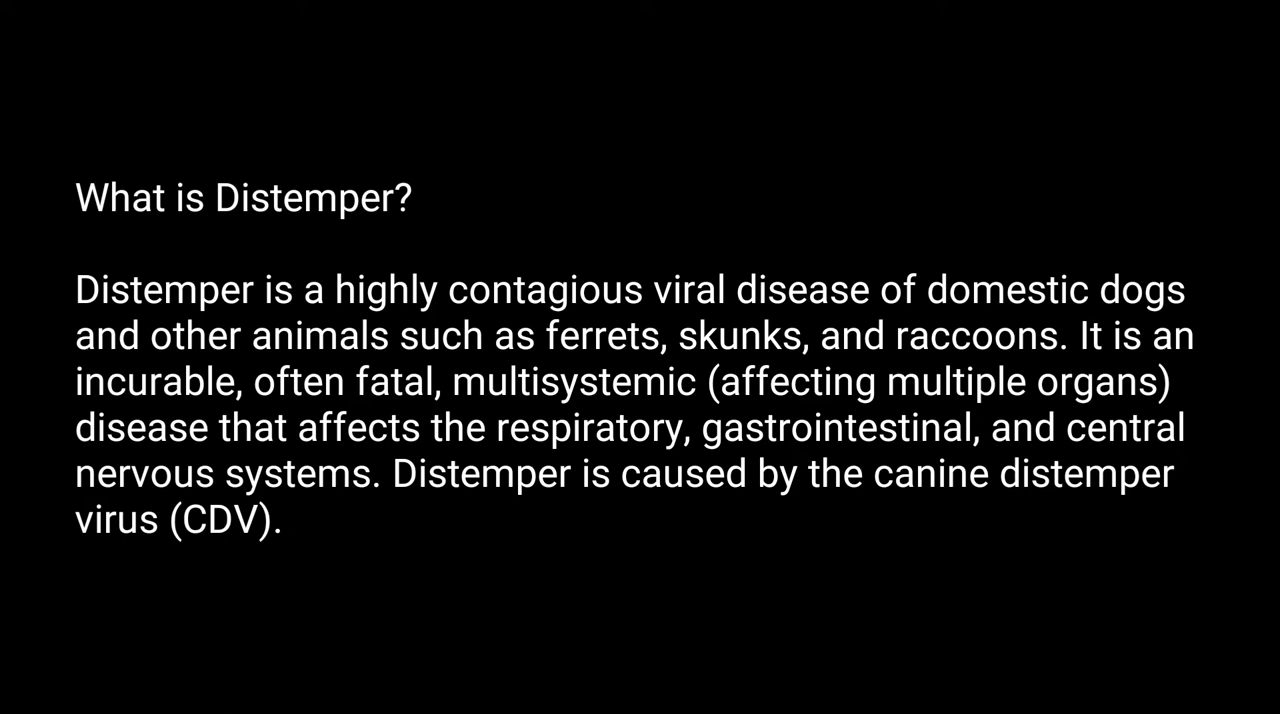 What is Distemper?
Distemper is a highly contagious viral disease of domestic dogs
and other animals such as ferrets, skunks, and raccoons. It is an
incurable, often fatal, multisystemic (affecting multiple organs)
disease that affects the respiratory, gastrointestinal, and central
nervous systems. Distemper is caused by the canine distemper
virus (CDV).